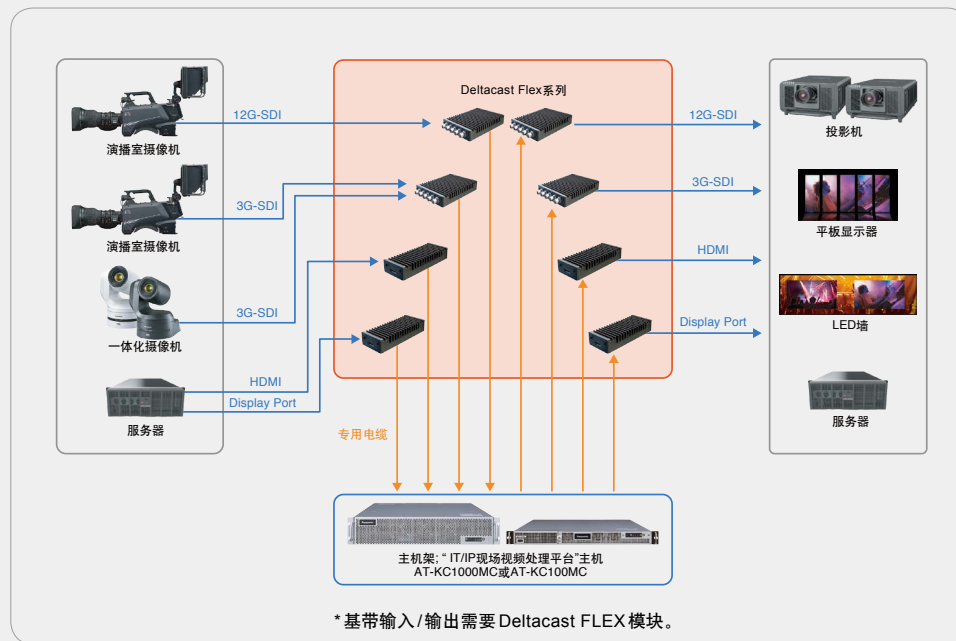 Deltacast Flex系列
12G-SDI
演播室摄像机
3G-SDI
演播室摄像机
3G-SDI
一体化摄像机
HDMI
Display Port
服务器
12G-SDI
投影机
3G-SDI
平板显示器
HDMI
Display Port
LED墙
服务器
专用电缆
主机架; “ IT/IP现场视频处理平台”主机
AT-KC1000MC或AT-KC100MC
*基带输入/输出需要Deltacast FLEX模块。